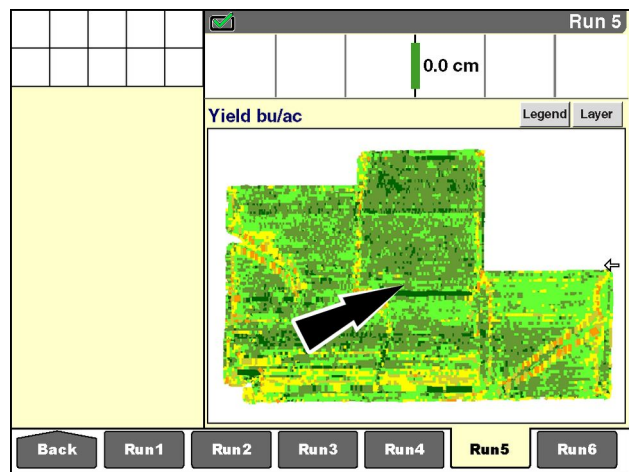 Run 5
0.0 cm
Yield bu/ac
Legend Layer
Back Run1 Run2 Run3 Run4 Run5 Run6